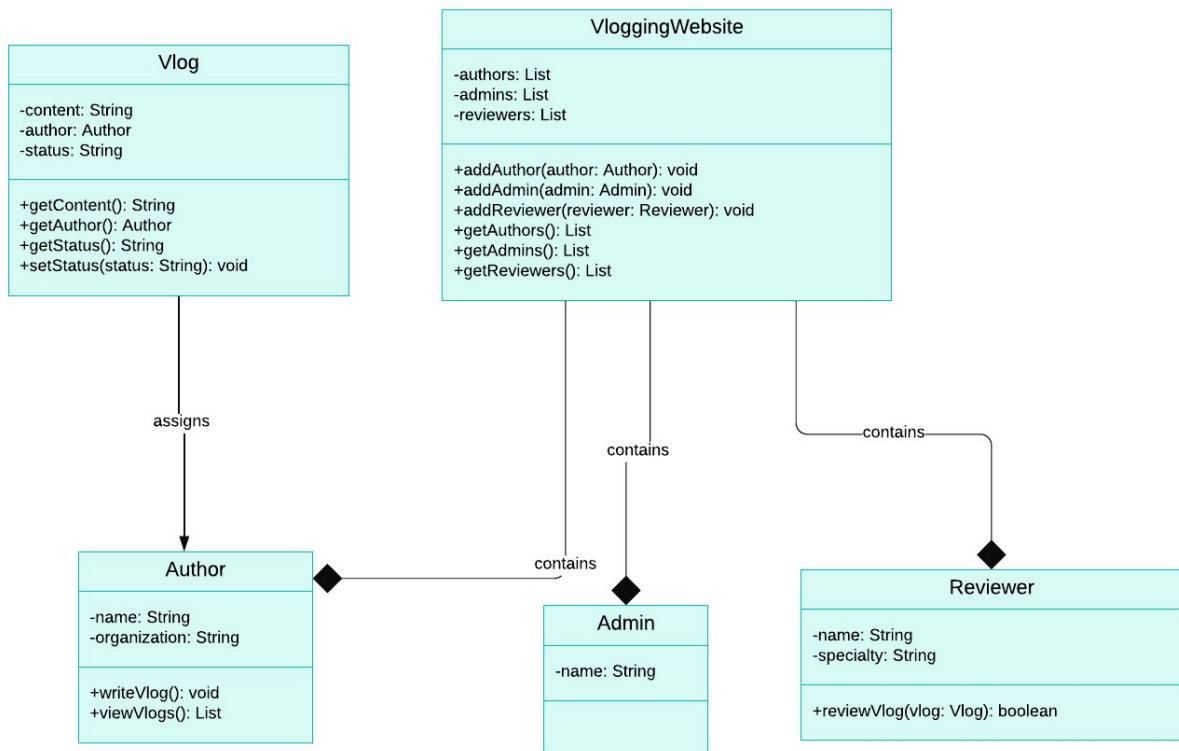 Vlog
-content: String
-author: Author
-status: String
+getContent(): String
+getAuthor(): Author
+getStatus(): String
+setStatus(status: String): void
VloggingWebsite
-authors: List
-admins: List
-reviewers: List
+addAuthor(author: Author): void
+addAdmin(admin: Admin): void
+addReviewer(reviewer: Reviewer): void
+getAuthors(): List
+getAdmins(): List
+getReviewers(): List
assigns
contains
contains
contains
Author
-name: String
-organization: String
+writeVlog(): void
+viewVlogs(): List
Admin
-name: String
Reviewer
-name: String
-specialty: String
+reviewVlog(vlog: Vlog): boolean